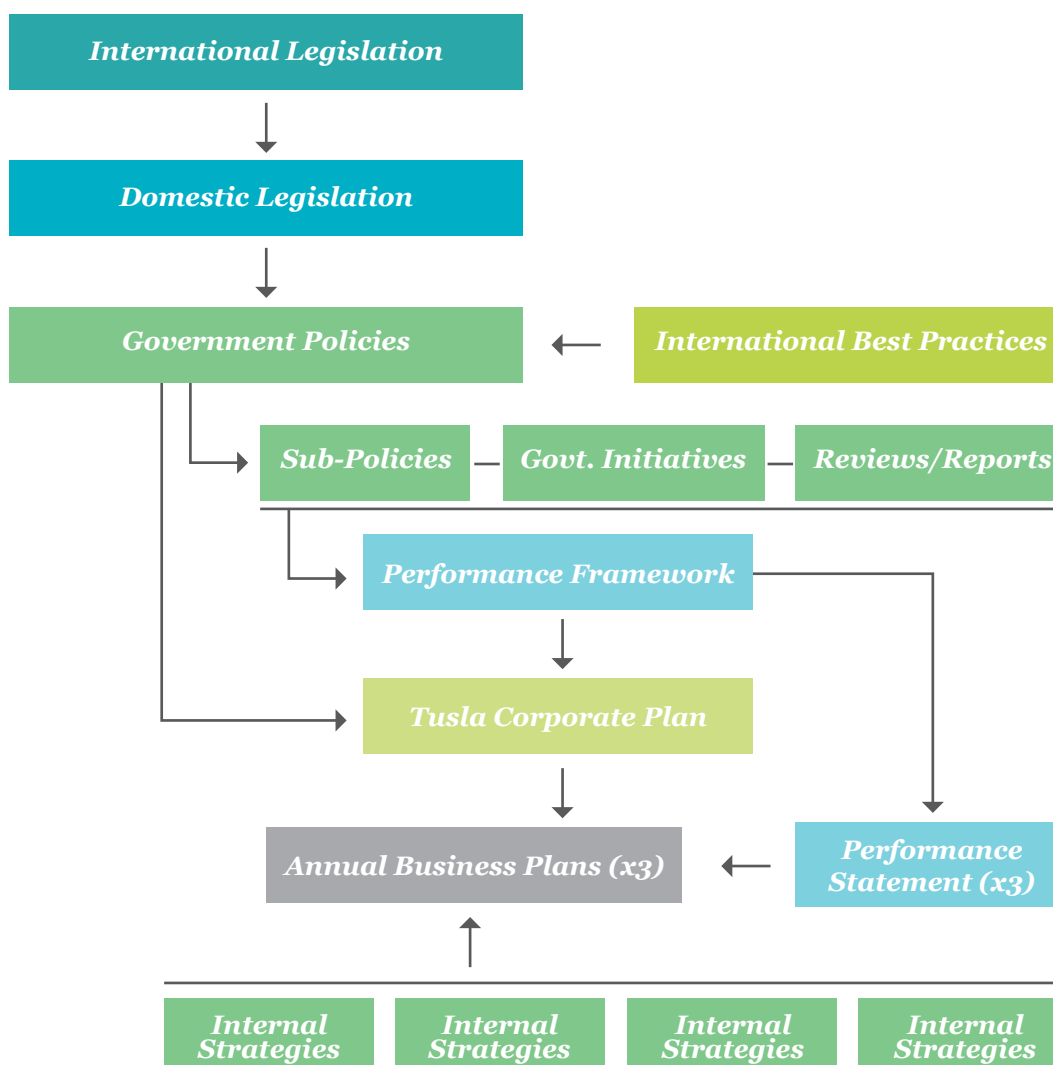 International Legislation
Domestic Legislation
Government Policies
International Best Practices
Sub-Policies
Govt. Initiatives
Reviews/Reports
Performance Framework
Tusla Corporate Plan
Annual Business Plans (x3)
Performance
Statement (x3)
Internal
Strategies
Internal
Strategies
Internal
Strategies
Internal
Strategies